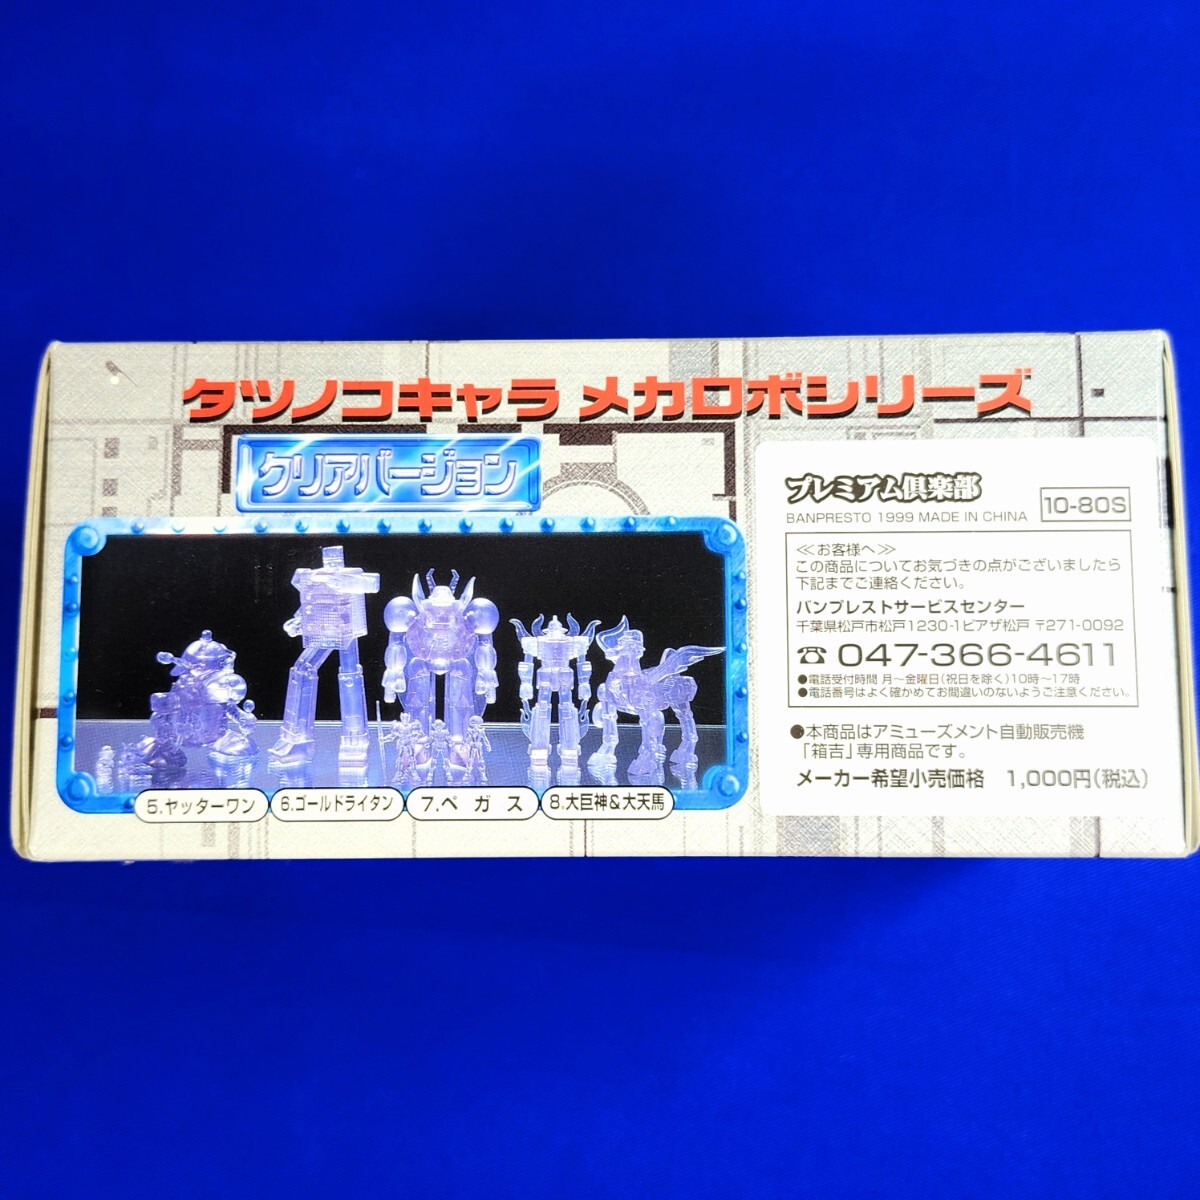 タツノコキャラ メカロボシリーズ
クリアバージョン
5.ヤッターワン
6.ゴールドライタン
7.ペガス
8.大巨神&大天馬
プレミアム倶楽部
BANPRESTO 1999 MADE IN CHINA
10-80S
≪お客様へ≫
この商品についてお気づきの点がございましたら
下記までご連絡ください。
バンプレストサービスセンター
千葉県松戸市松戸1230-1ピアザ松戸 〒271-0092
☎ 047-366-4611
●電話受付時間 月〜金曜日(祝日を除く)10時〜17時
●電話番号はよく確かめてお間違いのないようご注意ください。
●本商品はアミューズメント自動販売機
「箱吉」専用商品です。
メーカー希望小売価格 1,000円(税込)